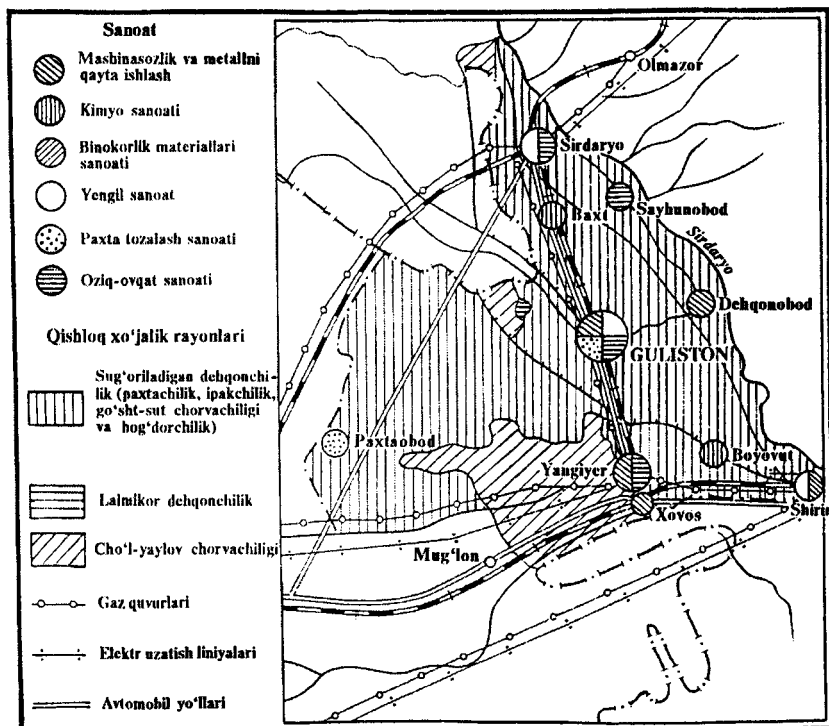 Sanoat
Mashinasozlik va metallni
qayta ishlash
Kimyo sanoati
Binokorlik materiallari
sanoati
Yengil sanoat
Paxta tozalash sanoati
Oziq-ovqat sanoati
Qishloq xo‘jalik rayonlari
Sug‘oriladigan dehqonchi-
lik (paxtachilik, ipakchilik,
go‘sht-sut chorvachiligi
va bog‘dorchilik)
Lalmikor dehqonchilik
Cho‘l-yaylov chorvachiligi
Gaz quvurlari
Elektr uzatish liniyalari
Avtomobil yo‘llari
Olmazor
Sirdaryo
Sayhunobod
Baxt
Sirdaryo
Dehqonobod
GULISTON
Paxtaobod
Boyovut
Yangiyer
Shirin
Xovos
Mug‘lon